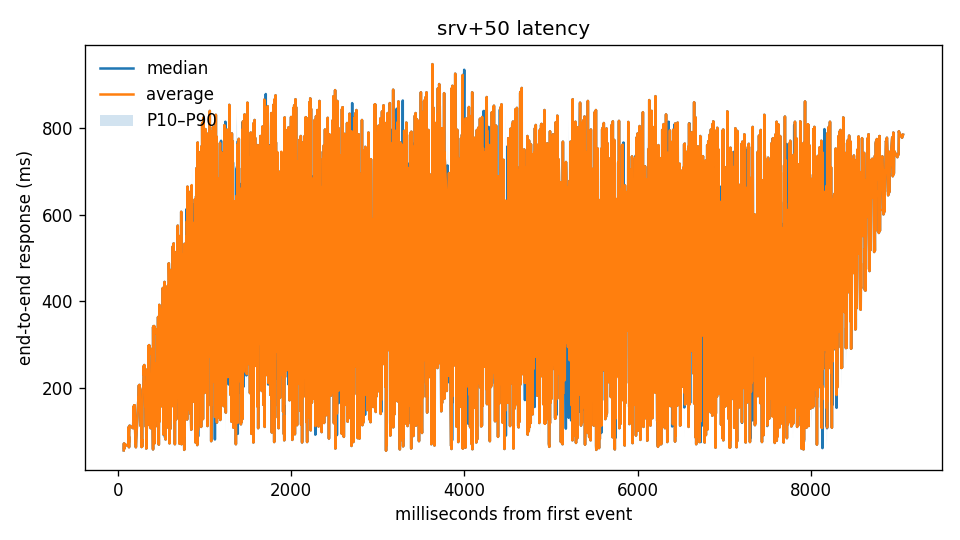 srv+50 latency
median
average
P10–P90
800
600
400
200
end-to-end response (ms)
0 2000 4000 6000 8000
milliseconds from first event